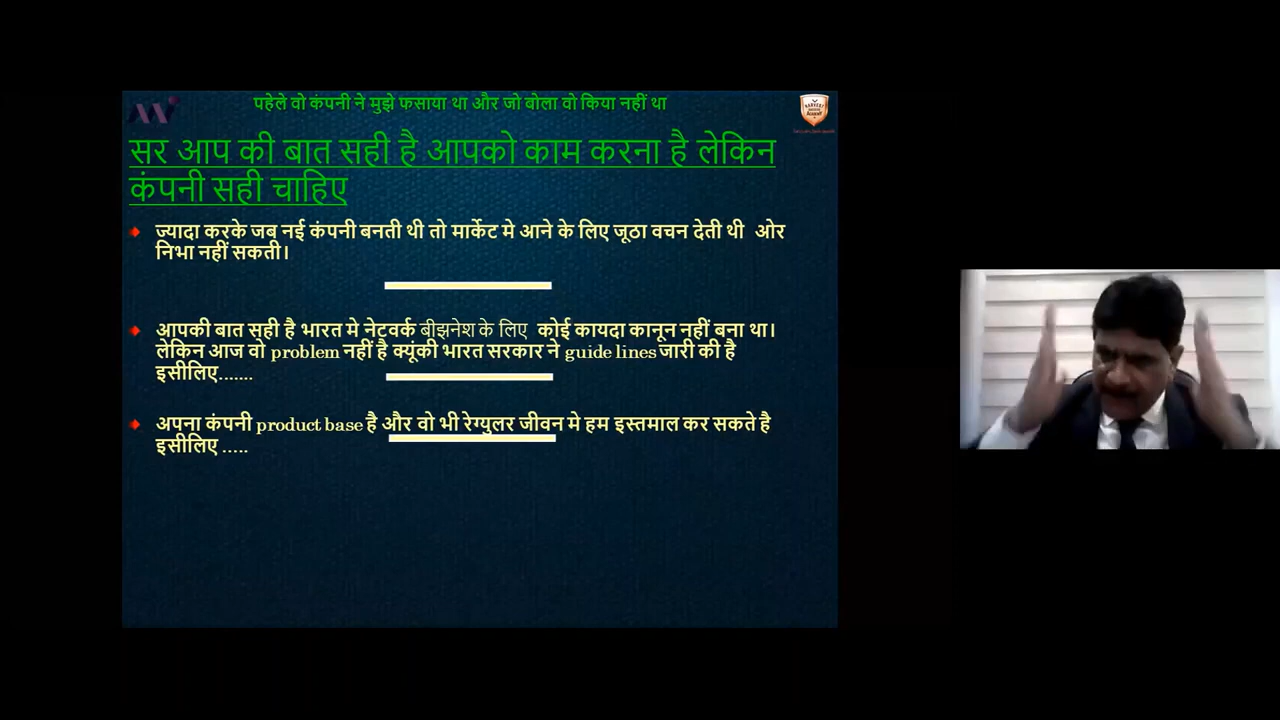 पहेले वो कंपनी ने मुझे फसाया था और जो बोला वो किया नहीं था
सर आप की बात सही है आपको काम करना है लेकिन
कंपनी सही चाहिए
ज्यादा करके जब नई कंपनी बनती थी तो मार्केट मे आने के लिए जूठा वचन देती थी ओर
निभा नहीं सकती।
आपकी बात सही है भारत मे नेटवर्क बीझनेश के लिए कोई कायदा कानून नहीं बना था।
लेकिन आज वो problem नहीं है क्यूंकी भारत सरकार ने guide lines जारी की है
इसीलिए.......
अपना कंपनी product base है और वो भी रेग्युलर जीवन मे हम इस्तमाल कर सकते है
इसीलिए .....